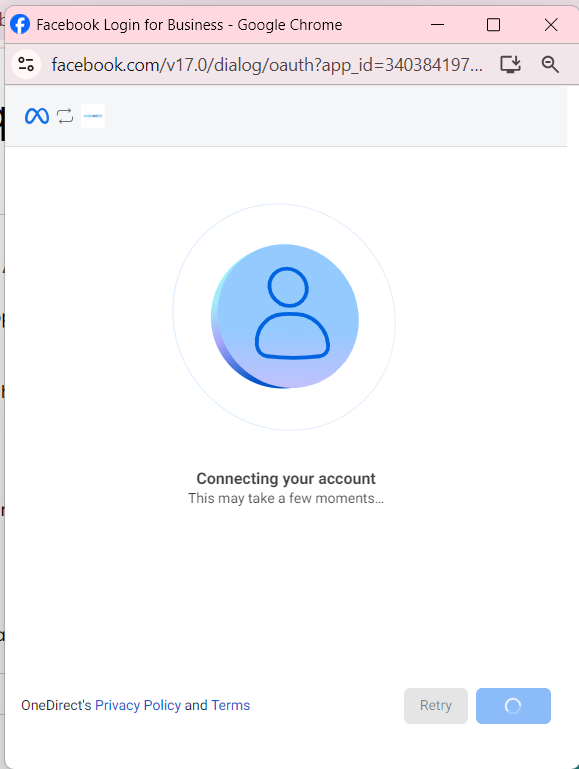 Facebook Login for Business - Google Chrome
facebook.com/v17.0/dialog/oauth?app_id=340384197...
Connecting your account
This may take a few moments...
OneDirect's Privacy Policy and Terms
Retry